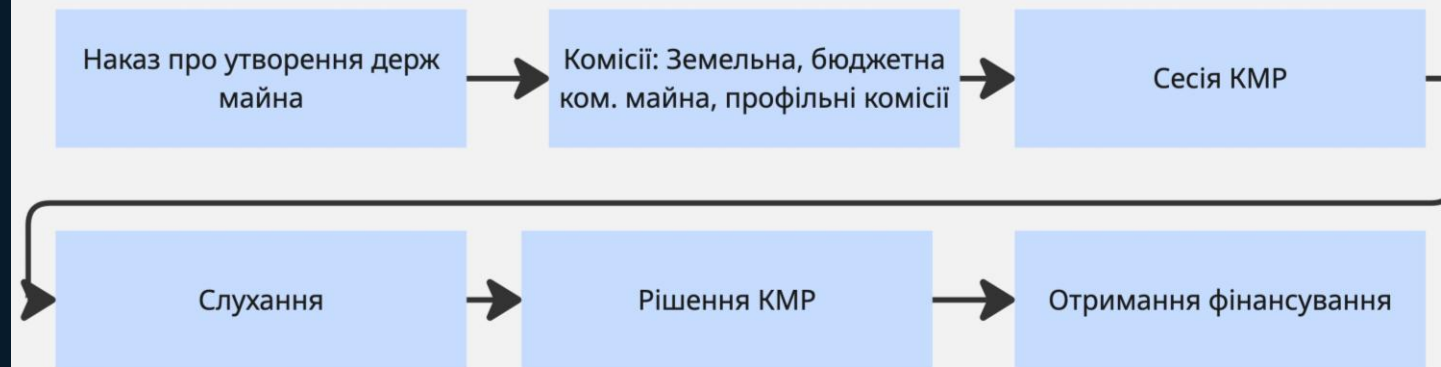 Наказ про утворення держ
майна
Комісії: Земельна, бюджетна
ком. майна, профільні комісії
Сесія КМР
Слухання
Рішення КМР
Отримання фінансування